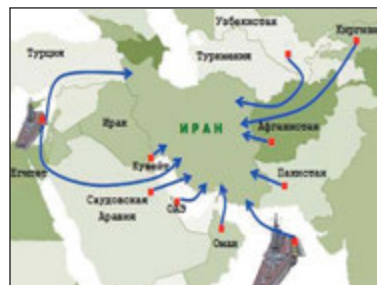 Узбекистан
Киргизия
Турция
Туркмения
ИРАН
Ирак
Афганистан
Кувейт
Египет
Пакистан
Саудовская
Аравия
ОАЭ
Оман